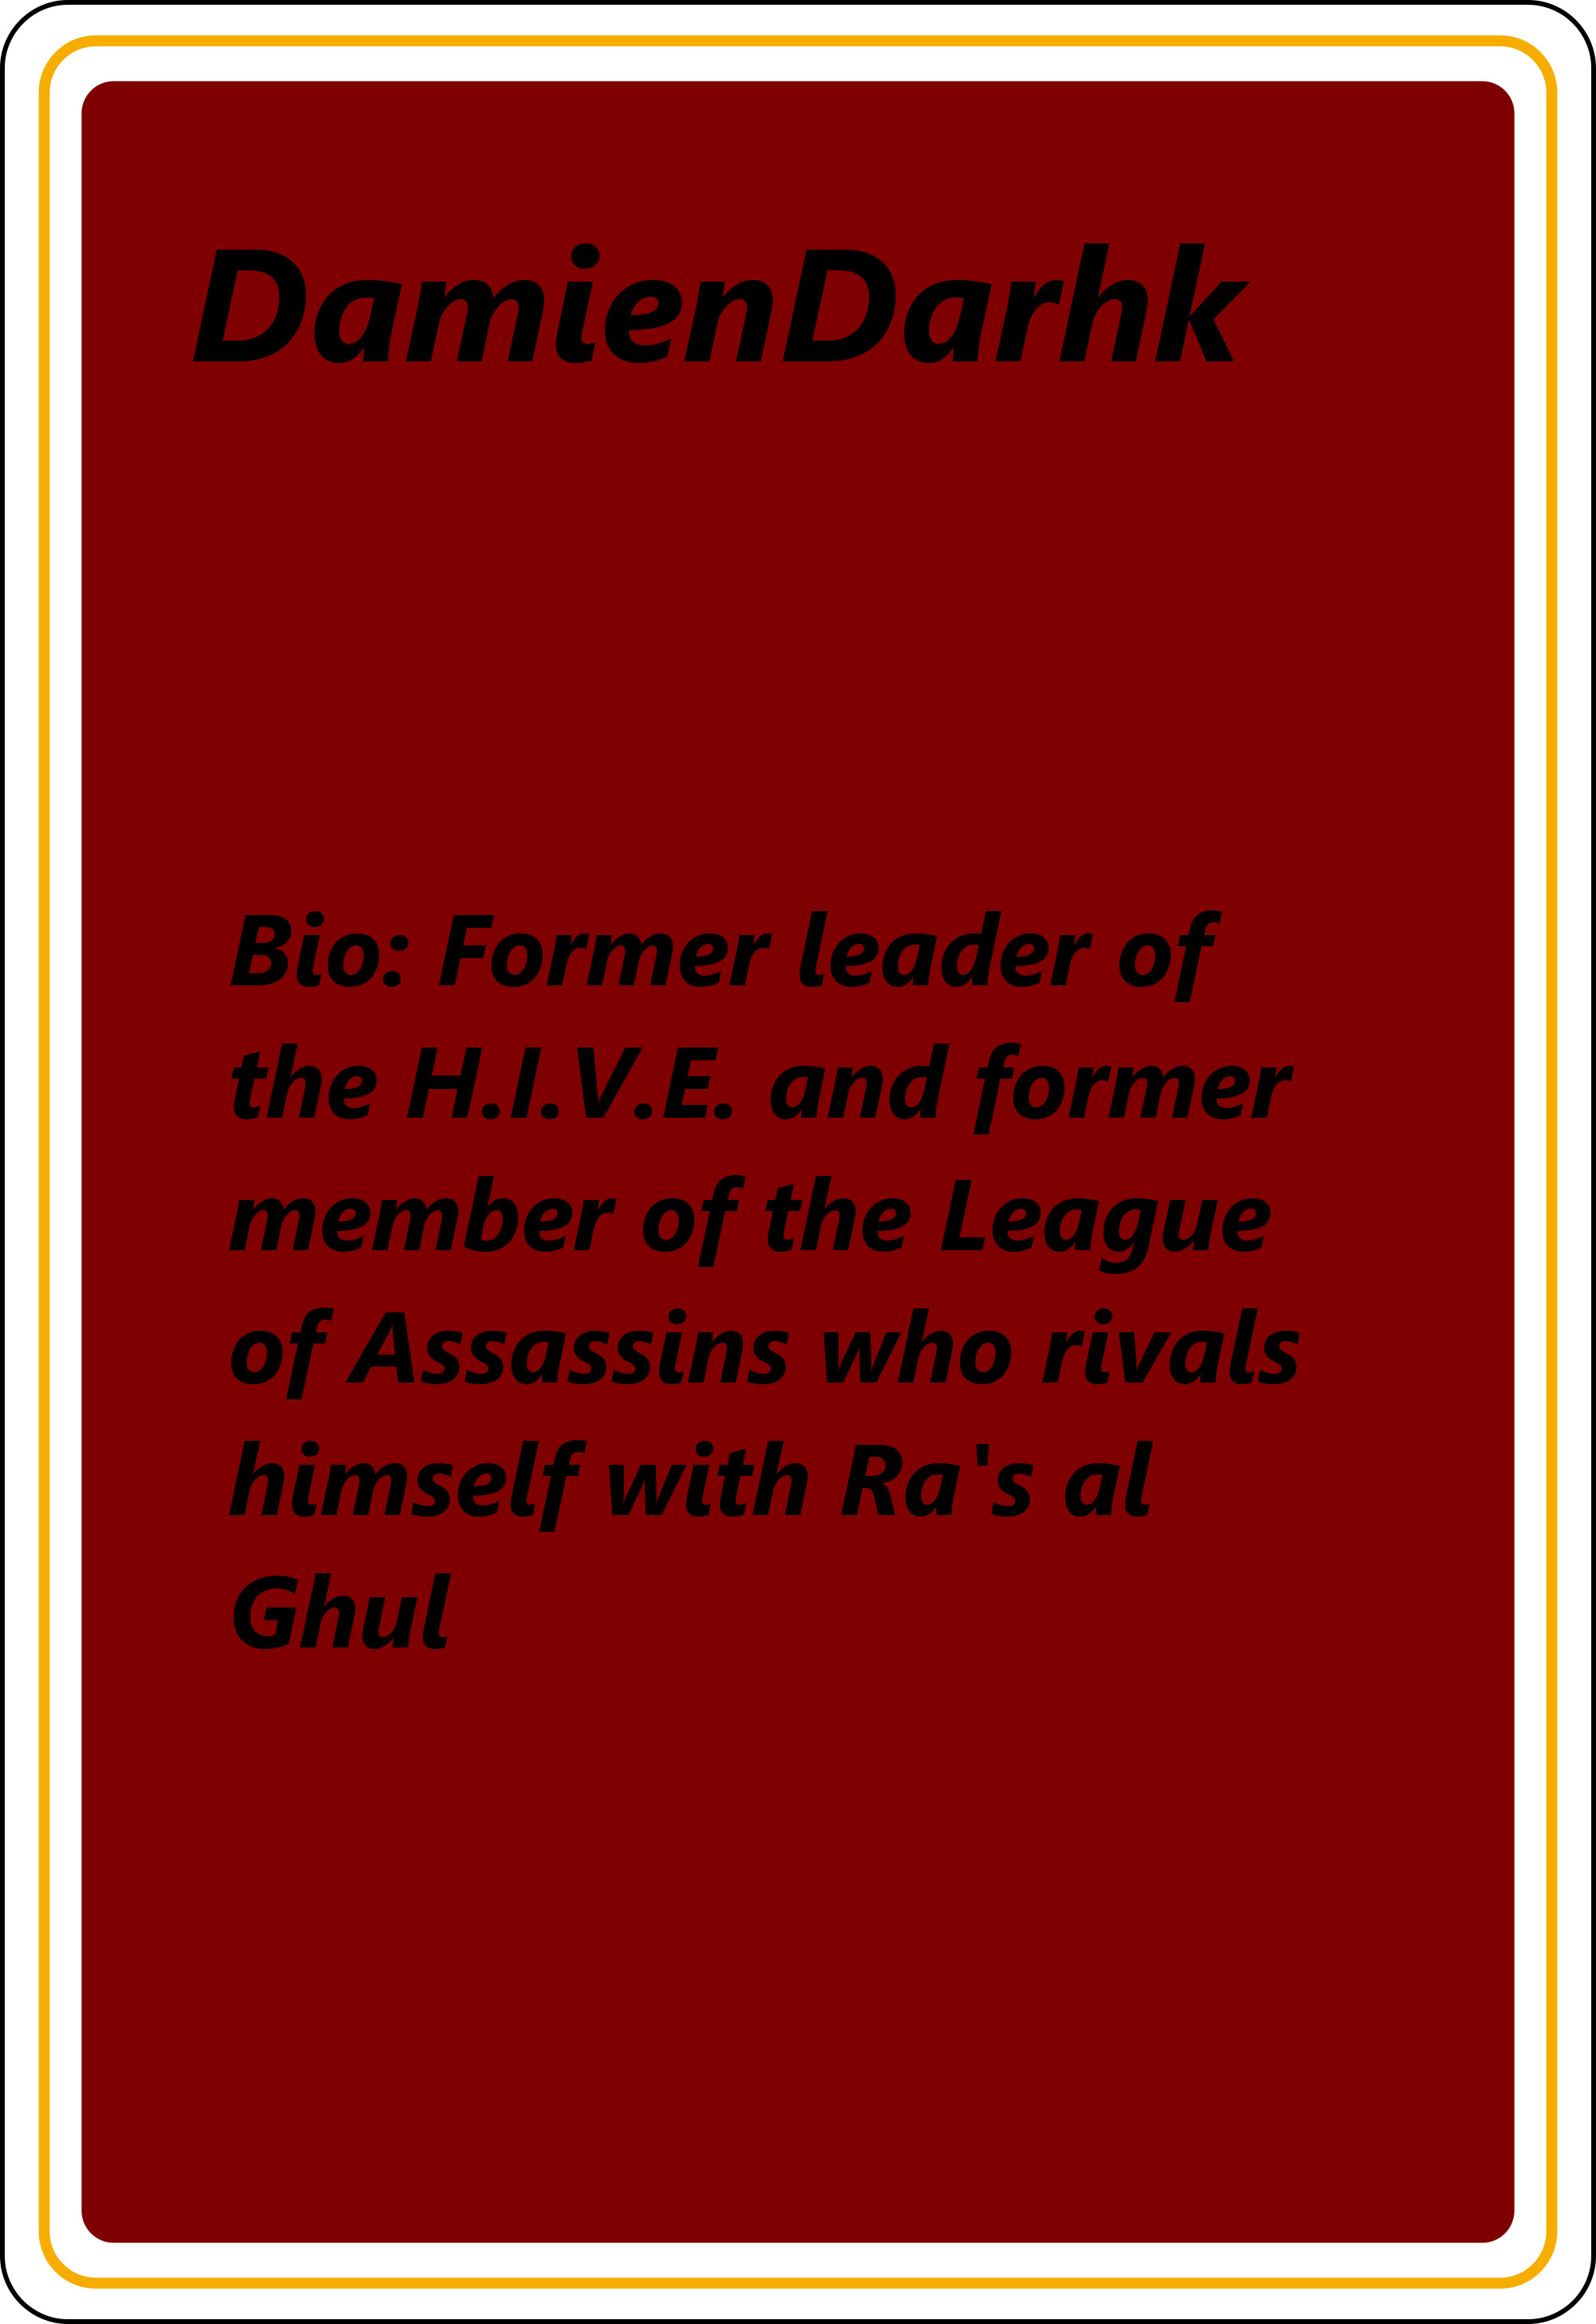 DamienDarhk
Bio: Former leader of
the H.I.V.E. and former
member of the League
of Assassins who rivals
himself with Ra's al
Ghul